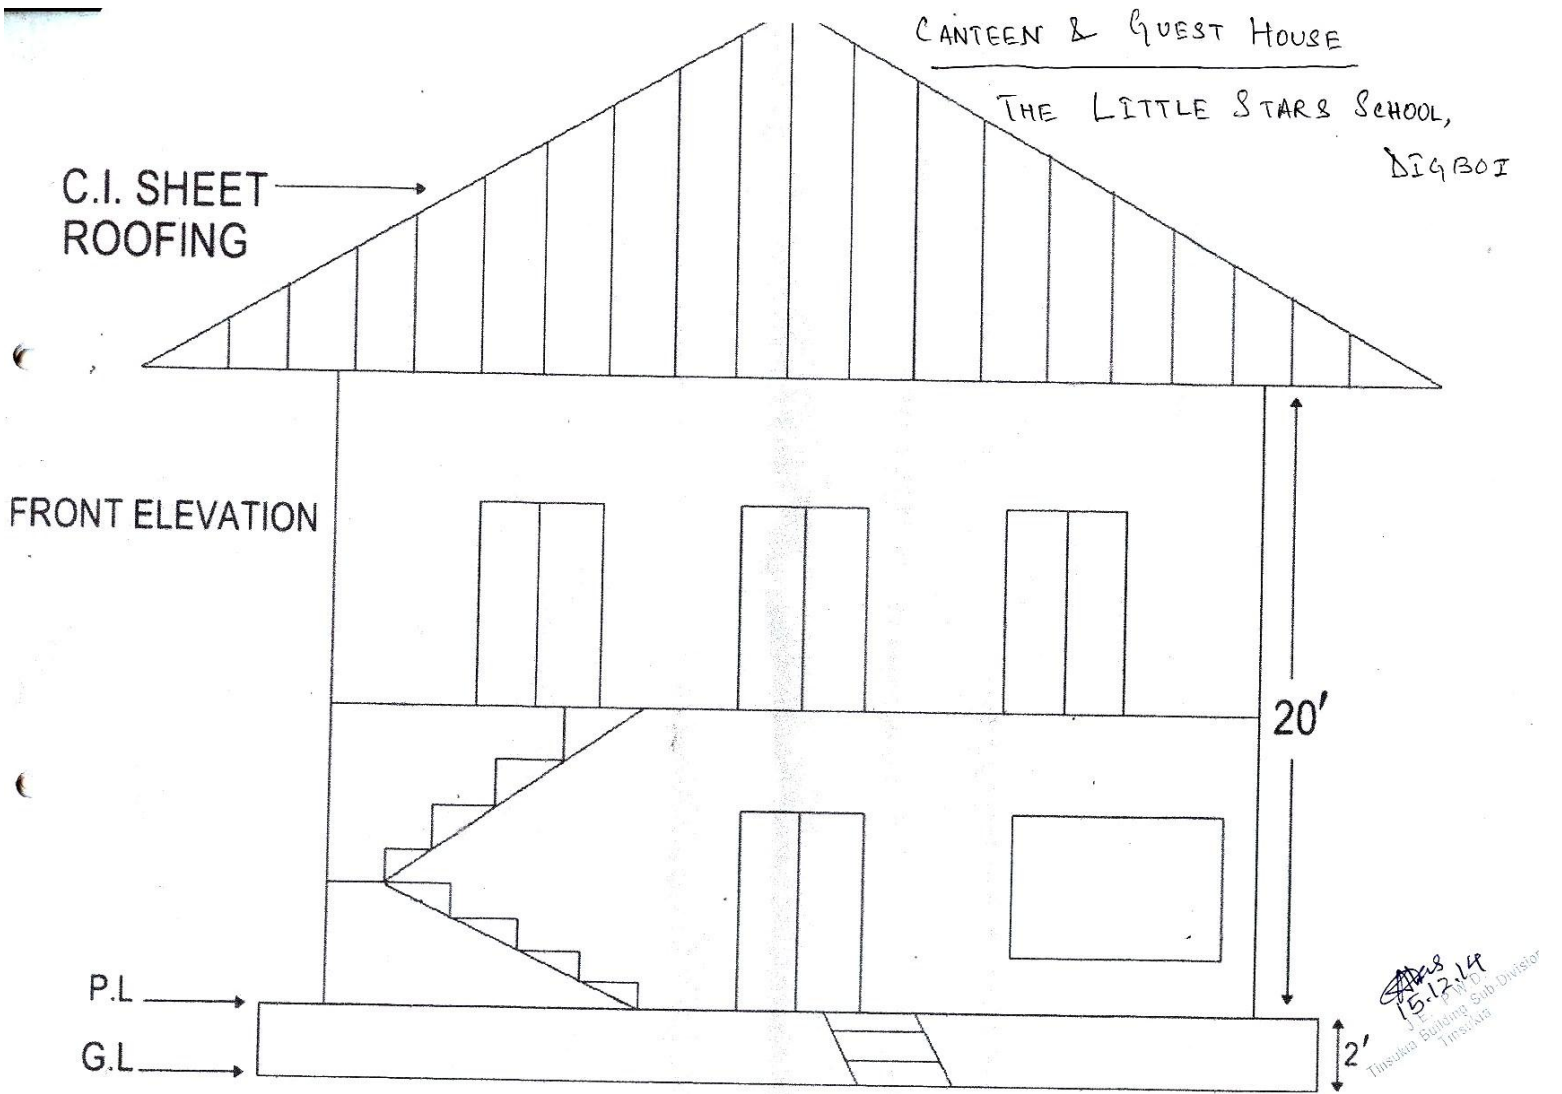 CANTEEN & GUEST HOUSE
THE LITTLE STARS SCHOOL,
DIGBOI
C.I. SHEET
ROOFING
FRONT ELEVATION
20'
P.L
G.L
2'
15.12.14
J.E. P.W.D.
Tinsukia Building Sub-Division
Tinsukia